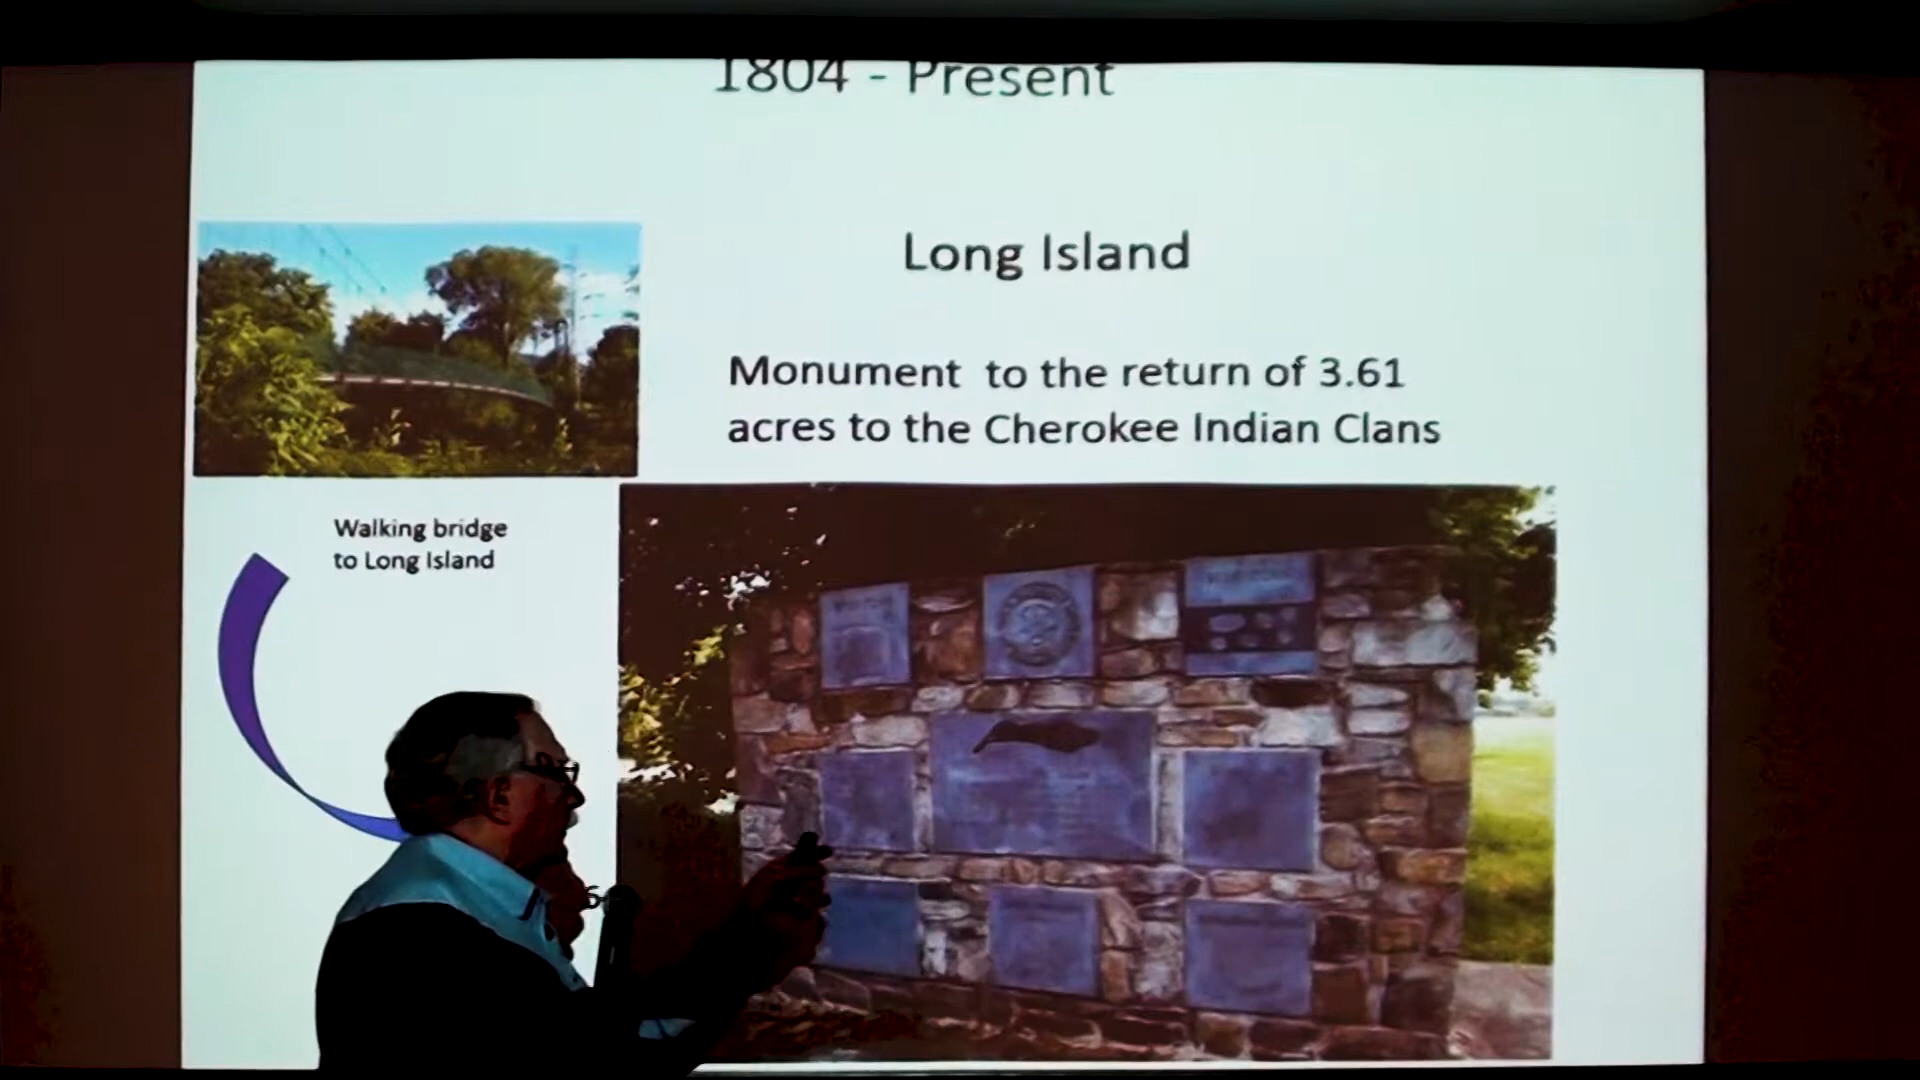 1804 - Present
Long Island
Monument to the return of 3.61
acres to the Cherokee Indian Clans
Walking bridge
to Long Island